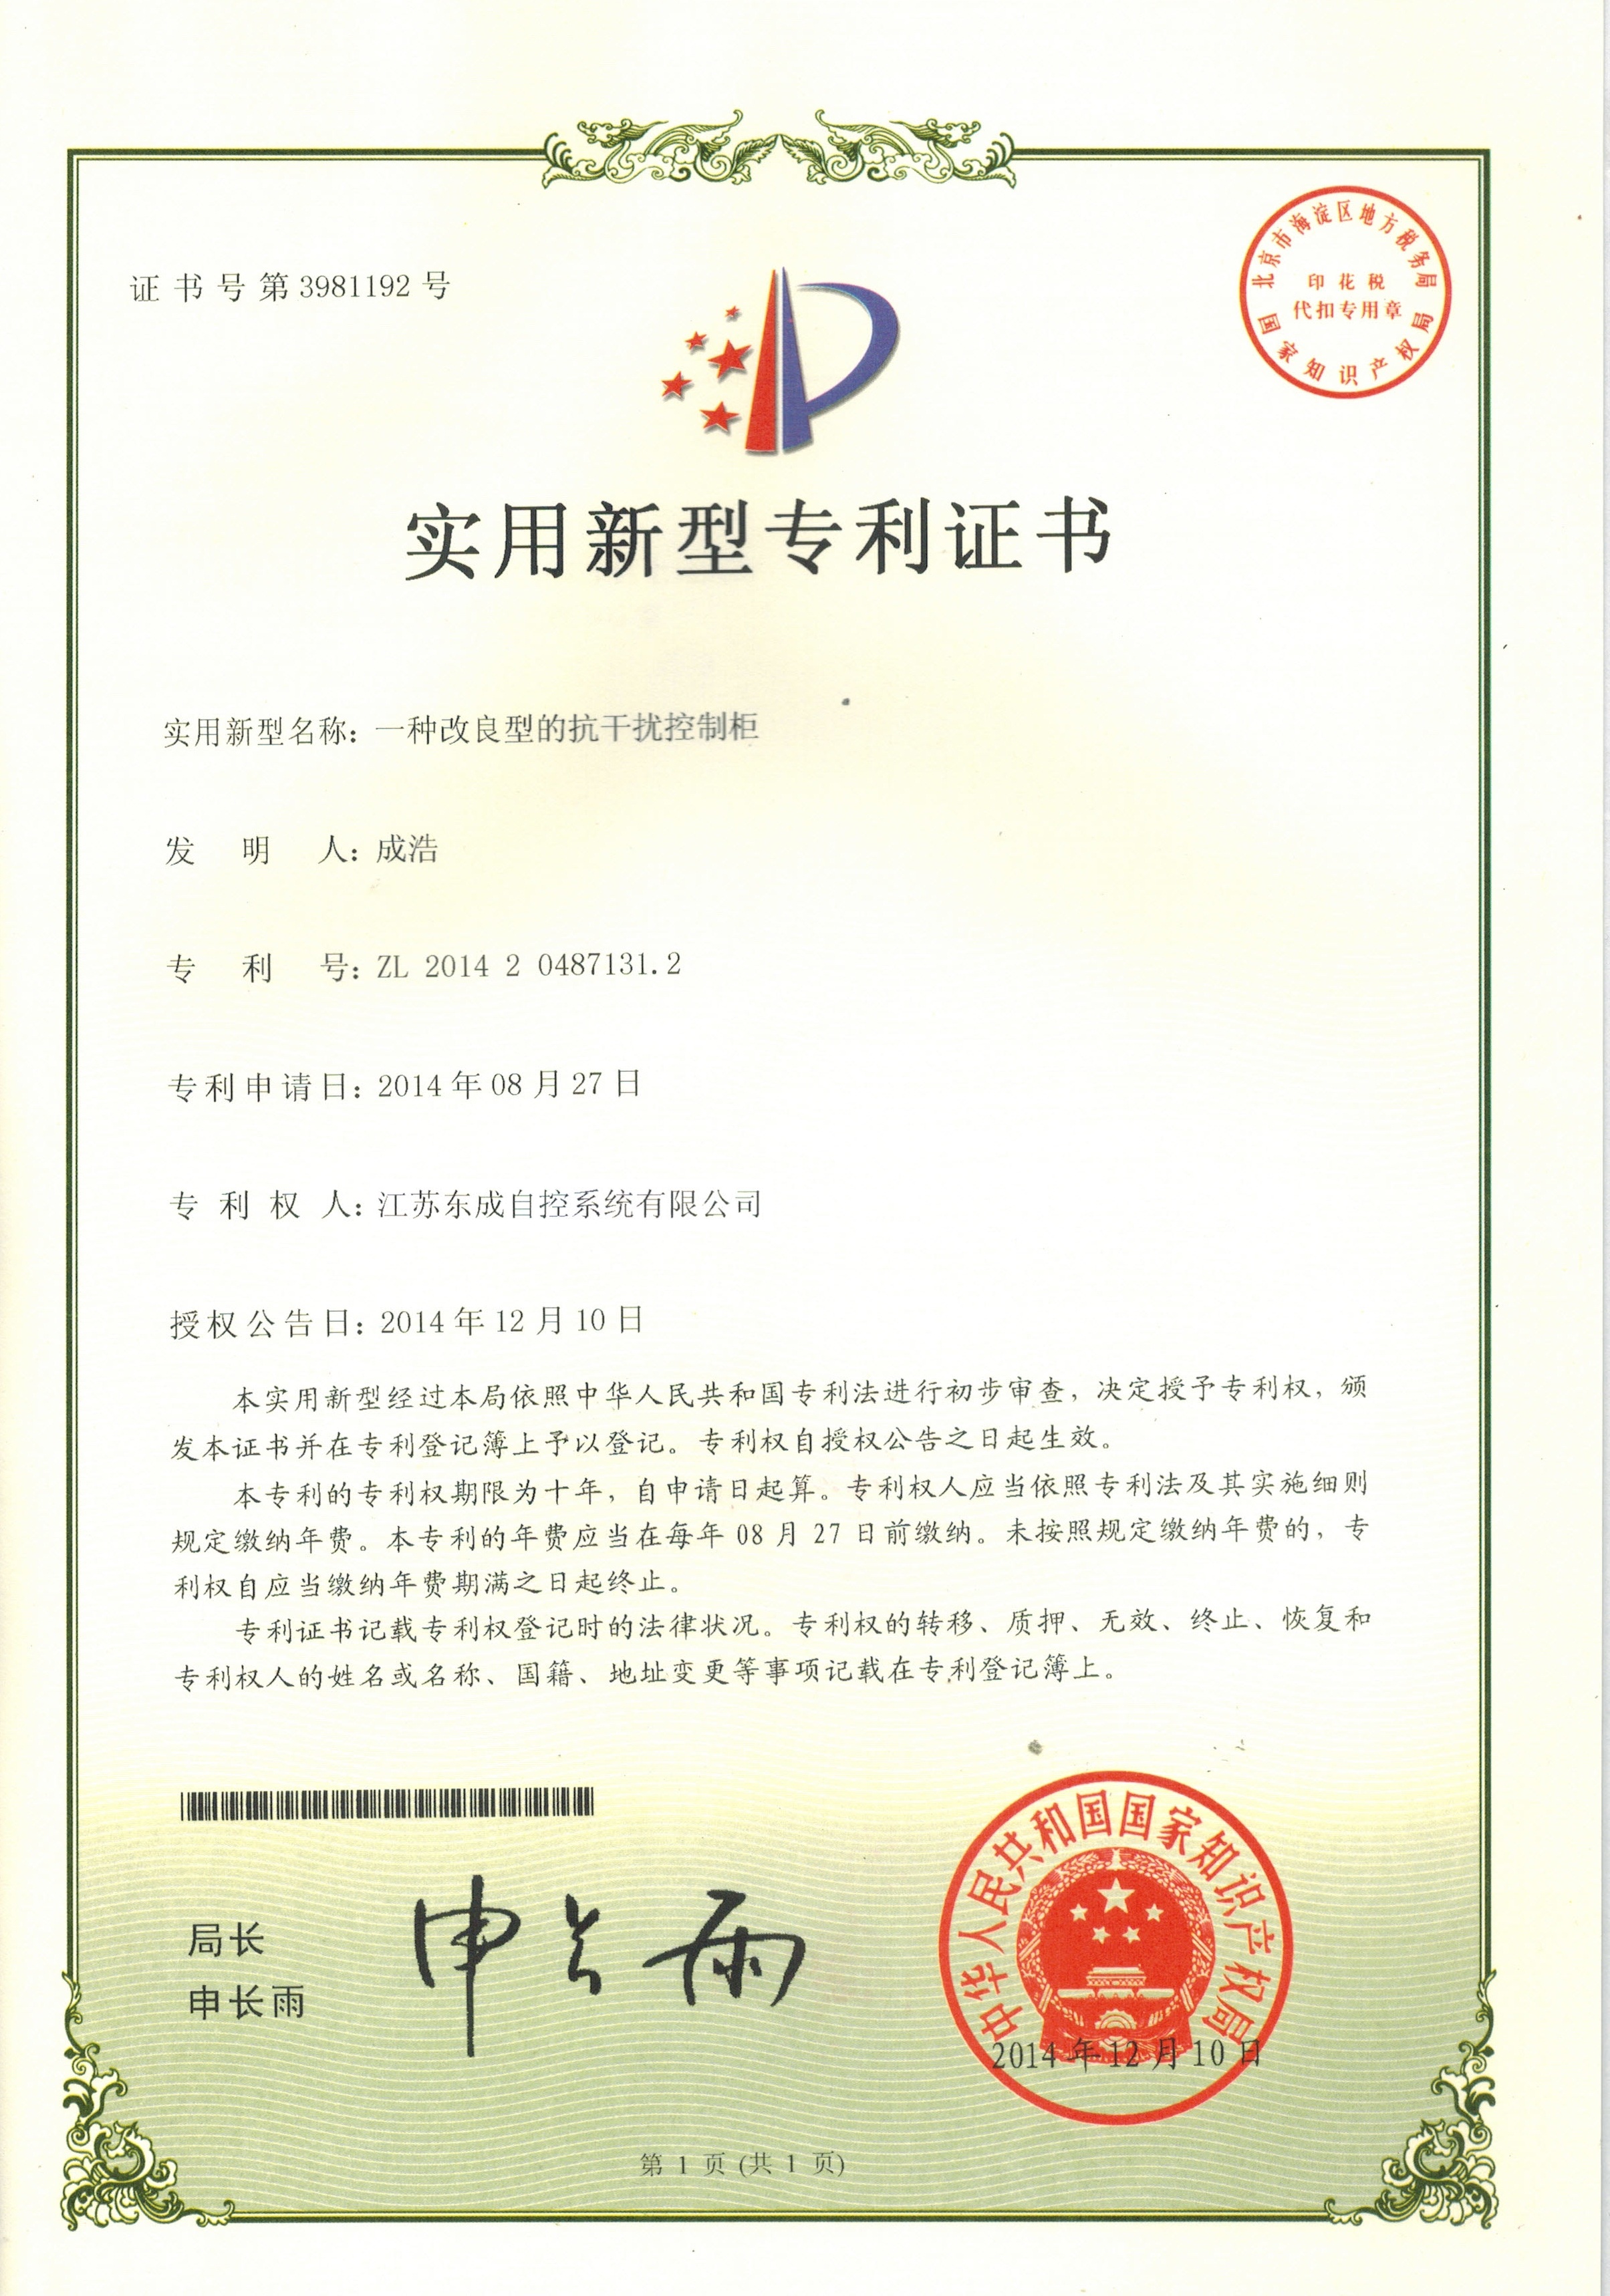 证书号第3981192号
北京市海淀区地方税务局
印花税
代扣专用章
国家知识产权局
实用新型专利证书
实用新型名称：一种改良型的抗干扰控制柜
发明人：成浩
专利号：ZL 2014 2 0487131.2
专利申请日：2014年08月27日
专利权人：江苏东成自控系统有限公司
授权公告日：2014年12月10日
本实用新型经过本局依照中华人民共和国专利法进行初步审查，决定授予专利权，颁
发本证书并在专利登记簿上予以登记。专利权自授权公告之日起生效。
本专利的专利权期限为十年，自申请日起算。专利权人应当依照专利法及其实施细则
规定缴纳年费。本专利的年费应当在每年08月27日前缴纳。未按照规定缴纳年费的，专
利权自应当缴纳年费期满之日起终止。
专利证书记载专利权登记时的法律状况。专利权的转移、质押、无效、终止、恢复和
专利权人的姓名或名称、国籍、地址变更等事项记载在专利登记簿上。
局长
申长雨
申长雨
中华人民共和国国家知识产权局
2014年12月10日
第1页(共1页)